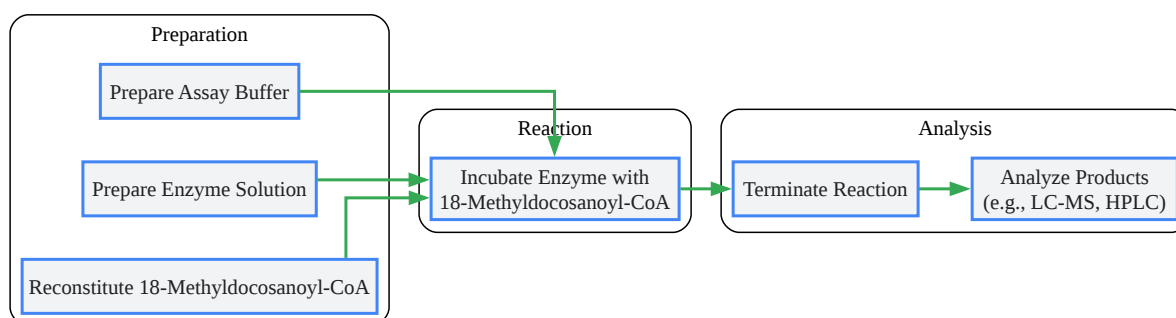 Preparation
Prepare Assay Buffer
Prepare Enzyme Solution
Reconstitute 18-Methyldocosanoyl-CoA
Reaction
Incubate Enzyme with
18-Methyldocosanoyl-CoA
Analysis
Terminate Reaction
Analyze Products
(e.g., LC-MS, HPLC)